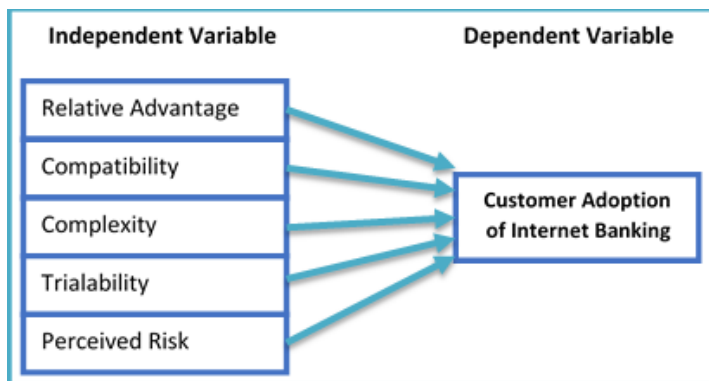 Independent Variable
Dependent Variable
Relative Advantage
Compatibility
Complexity
Trialability
Perceived Risk
Customer Adoption
of Internet Banking